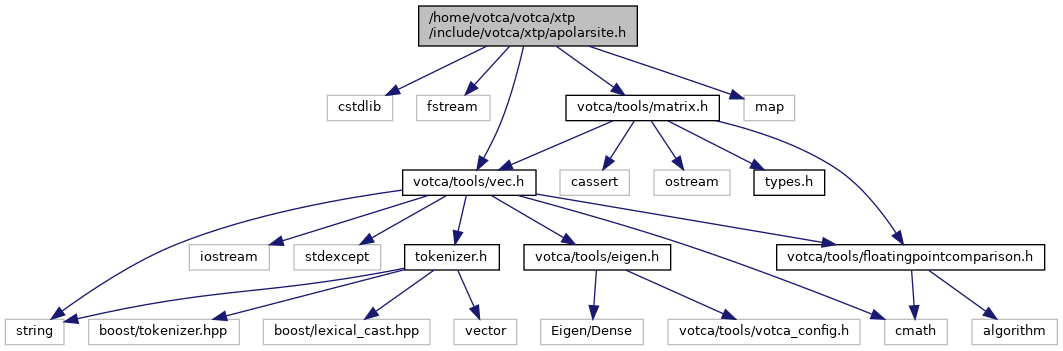 /home/votca/votca/xtp
/include/votca/xtp/apolarsite.h
cstdlib
fstream
votca/tools/matrix.h
map
votca/tools/vec.h
cassert
ostream
types.h
iostream
stdexcept
tokenizer.h
votca/tools/eigen.h
votca/tools/floatingpointcomparison.h
string
boost/tokenizer.hpp
boost/lexical_cast.hpp
vector
Eigen/Dense
votca/tools/votca_config.h
cmath
algorithm